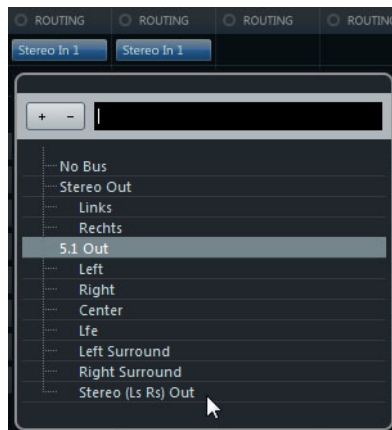 ROUTING ROUTING ROUTING ROUTING
Stereo In 1 Stereo In 1
+ -
No Bus
Stereo Out
Links
Rechts
5.1 Out
Left
Right
Center
Lfe
Left Surround
Right Surround
Stereo (Ls Rs) Out